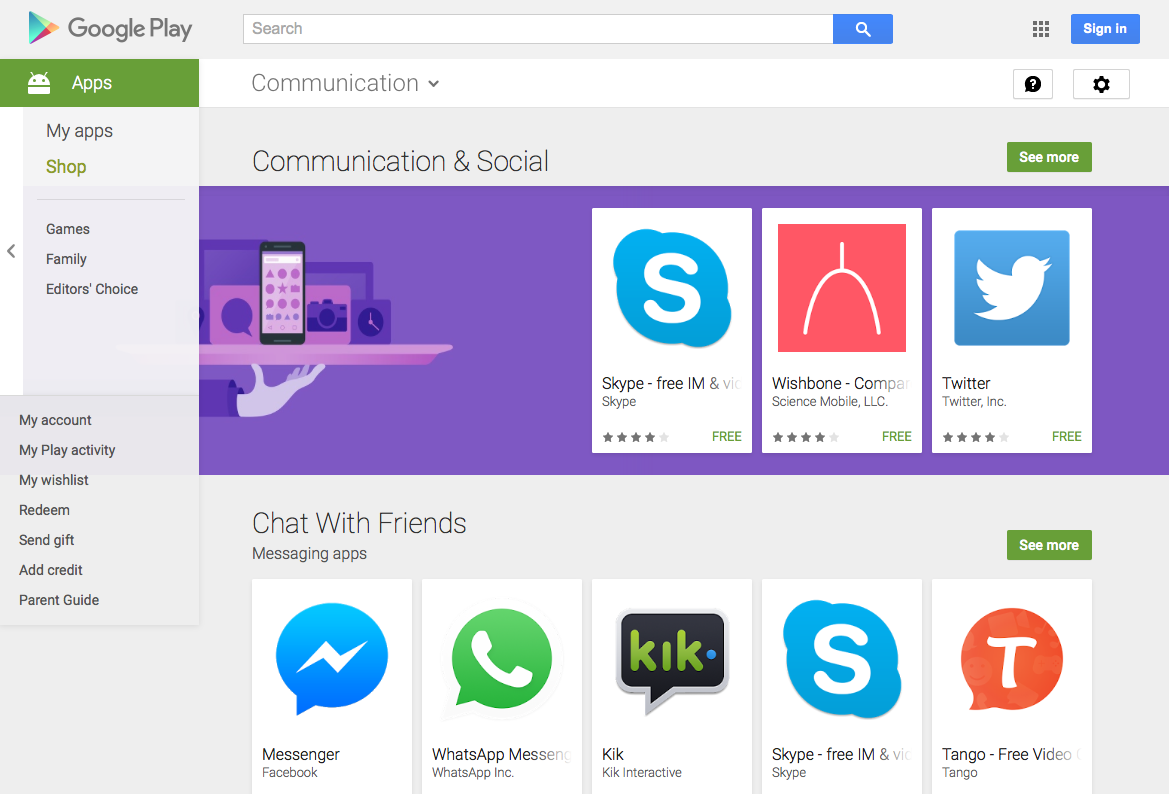 Google Play
Search
Sign in
Apps
Communication
My apps
Shop
Games
Family
Editors' Choice
My account
My Play activity
My wishlist
Redeem
Send gift
Add credit
Parent Guide
Communication & Social
See more
Skype - free IM & vid
Skype
FREE
Wishbone - Compar
Science Mobile, LLC.
FREE
Twitter
Twitter, Inc.
FREE
Chat With Friends
Messaging apps
See more
Messenger
Facebook
WhatsApp Messeng
WhatsApp Inc.
kik
Kik
Kik Interactive
Skype - free IM & vid
Skype
T
Tango - Free Video
Tango